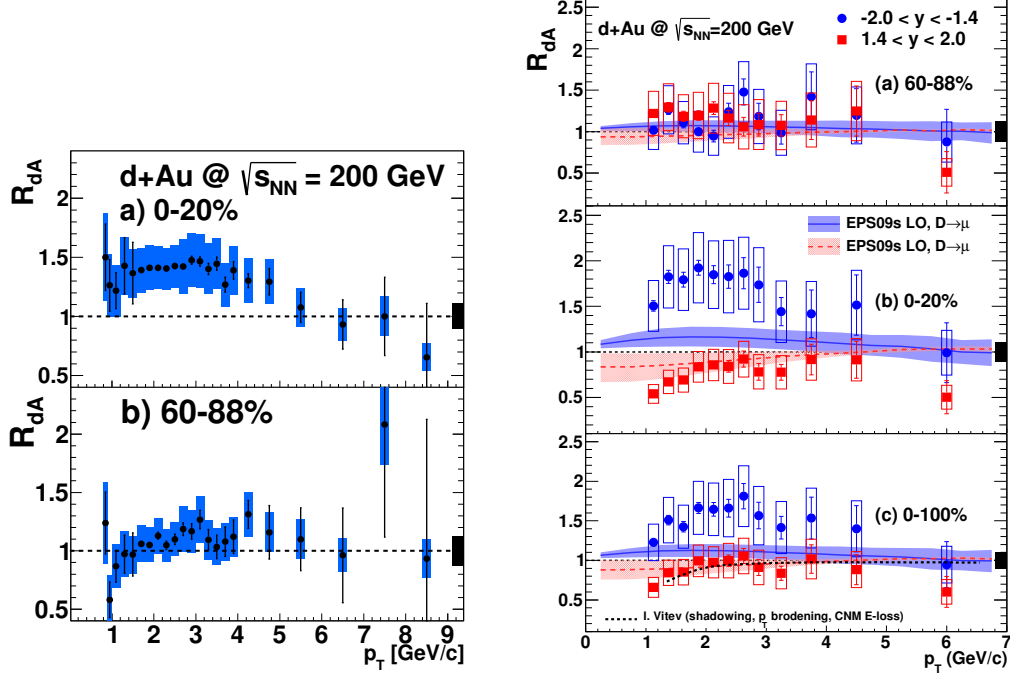 R_dA
d+Au @ √s_NN = 200 GeV
a) 0-20%
2
1.5
1
0.5
R_dA
b) 60-88%
2
1.5
1
0.5
1 2 3 4 5 6 7 8 9
p_T [GeV/c]
R_dA
2.5
d+Au @ √s_NN=200 GeV
-2.0 < y < -1.4
1.4 < y < 2.0
2
(a) 60-88%
1.5
1
0.5
2.5
EPS09s LO, D→μ
EPS09s LO, D→μ
2
(b) 0-20%
1.5
1
0.5
2.5
2
(c) 0-100%
1.5
1
0.5
I. Vitev (shadowing, p_T brodening, CNM E-loss)
0 1 2 3 4 5 6 7
p_T (GeV/c)